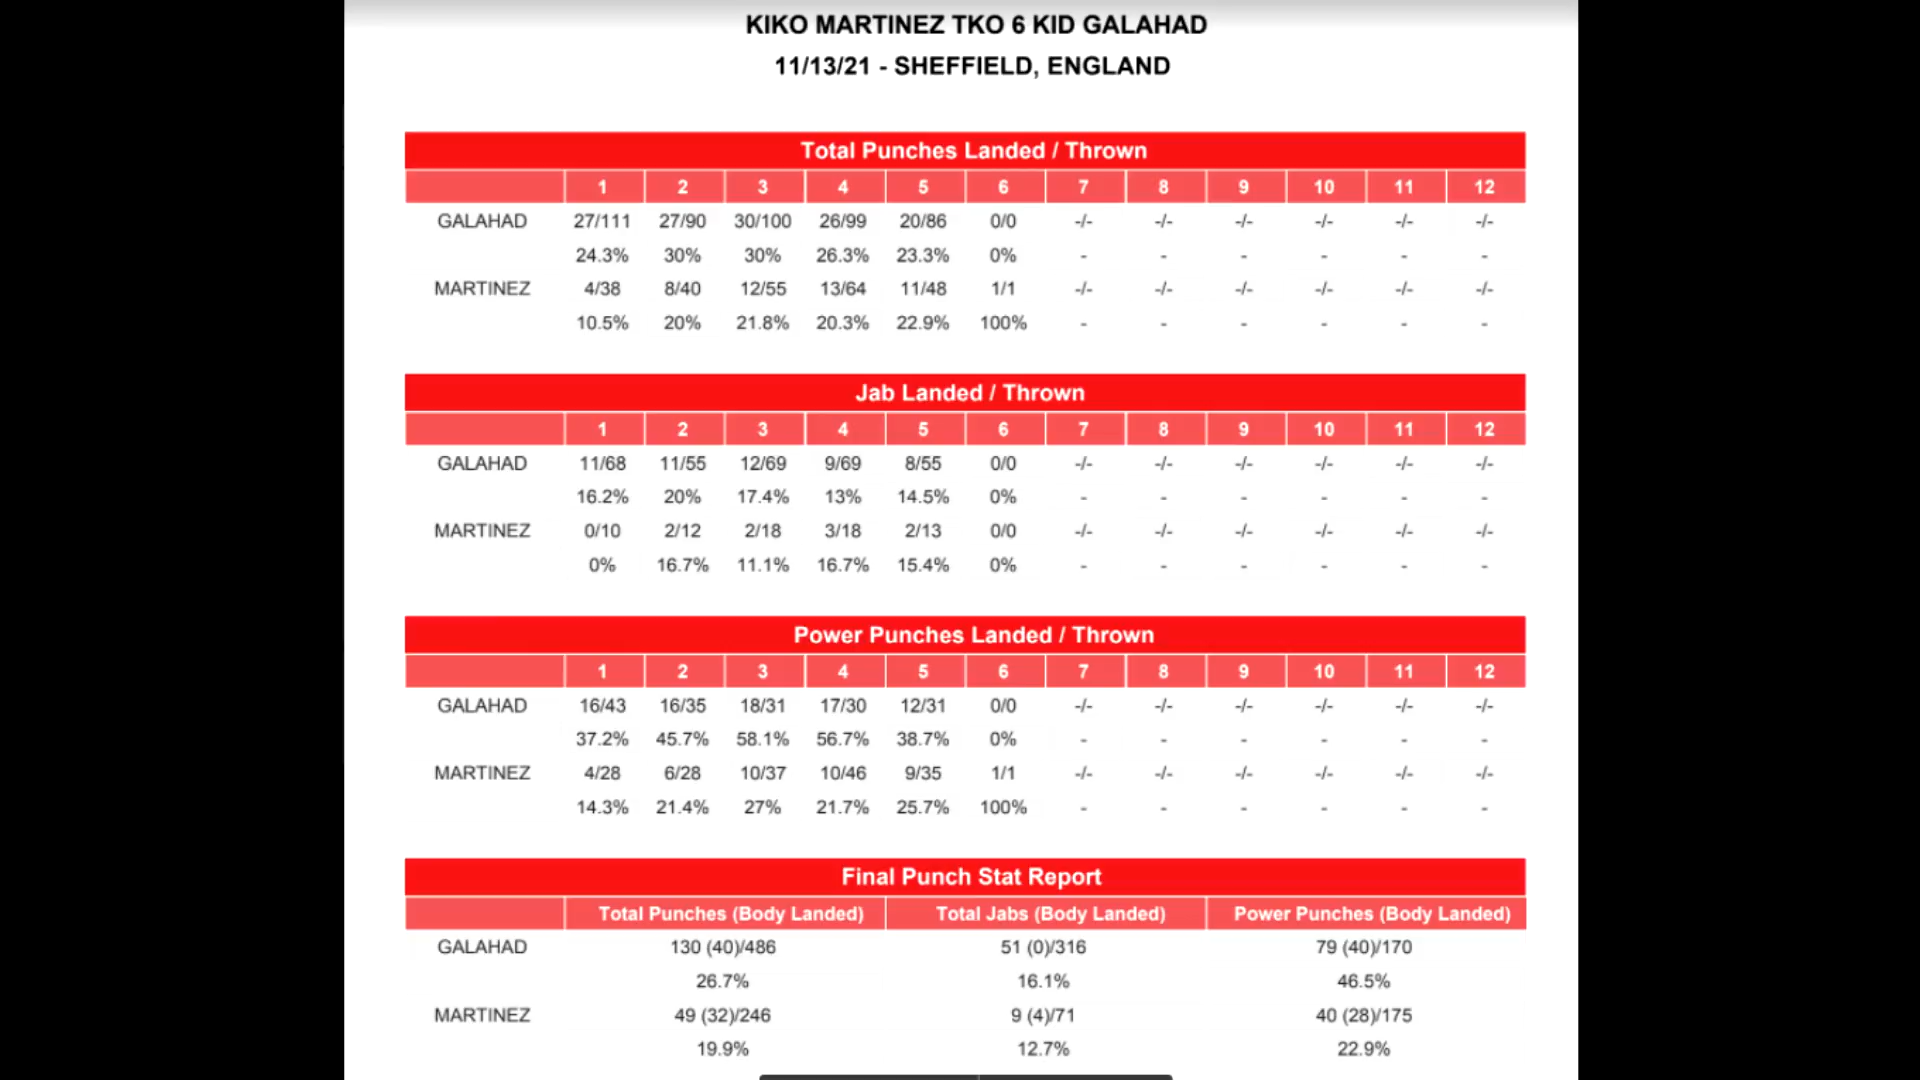 KIKO MARTINEZ TKO 6 KID GALAHAD
11/13/21 - SHEFFIELD, ENGLAND
Total Punches Landed / Thrown
1 2 3 4 5 6 7 8 9 10 11 12
GALAHAD 27/111 27/90 30/100 26/99 20/86 0/0 -/- -/- -/- -/- -/- -/-
24.3% 30% 30% 26.3% 23.3% 0% - - - - - -
MARTINEZ 4/38 8/40 12/55 13/64 11/48 1/1 -/- -/- -/- -/- -/- -/-
10.5% 20% 21.8% 20.3% 22.9% 100% - - - - - -
Jab Landed / Thrown
1 2 3 4 5 6 7 8 9 10 11 12
GALAHAD 11/68 11/55 12/69 9/69 8/55 0/0 -/- -/- -/- -/- -/- -/-
16.2% 20% 17.4% 13% 14.5% 0% - - - - - -
MARTINEZ 0/10 2/12 2/18 3/18 2/13 0/0 -/- -/- -/- -/- -/- -/-
0% 16.7% 11.1% 16.7% 15.4% 0% - - - - - -
Power Punches Landed / Thrown
1 2 3 4 5 6 7 8 9 10 11 12
GALAHAD 16/43 16/35 18/31 17/30 12/31 0/0 -/- -/- -/- -/- -/- -/-
37.2% 45.7% 58.1% 56.7% 38.7% 0% - - - - - -
MARTINEZ 4/28 6/28 10/37 10/46 9/35 1/1 -/- -/- -/- -/- -/- -/-
14.3% 21.4% 27% 21.7% 25.7% 100% - - - - - -
Final Punch Stat Report
Total Punches (Body Landed) Total Jabs (Body Landed) Power Punches (Body Landed)
GALAHAD 130 (40)/486 51 (0)/316 79 (40)/170
26.7% 16.1% 46.5%
MARTINEZ 49 (32)/246 9 (4)/71 40 (28)/175
19.9% 12.7% 22.9%